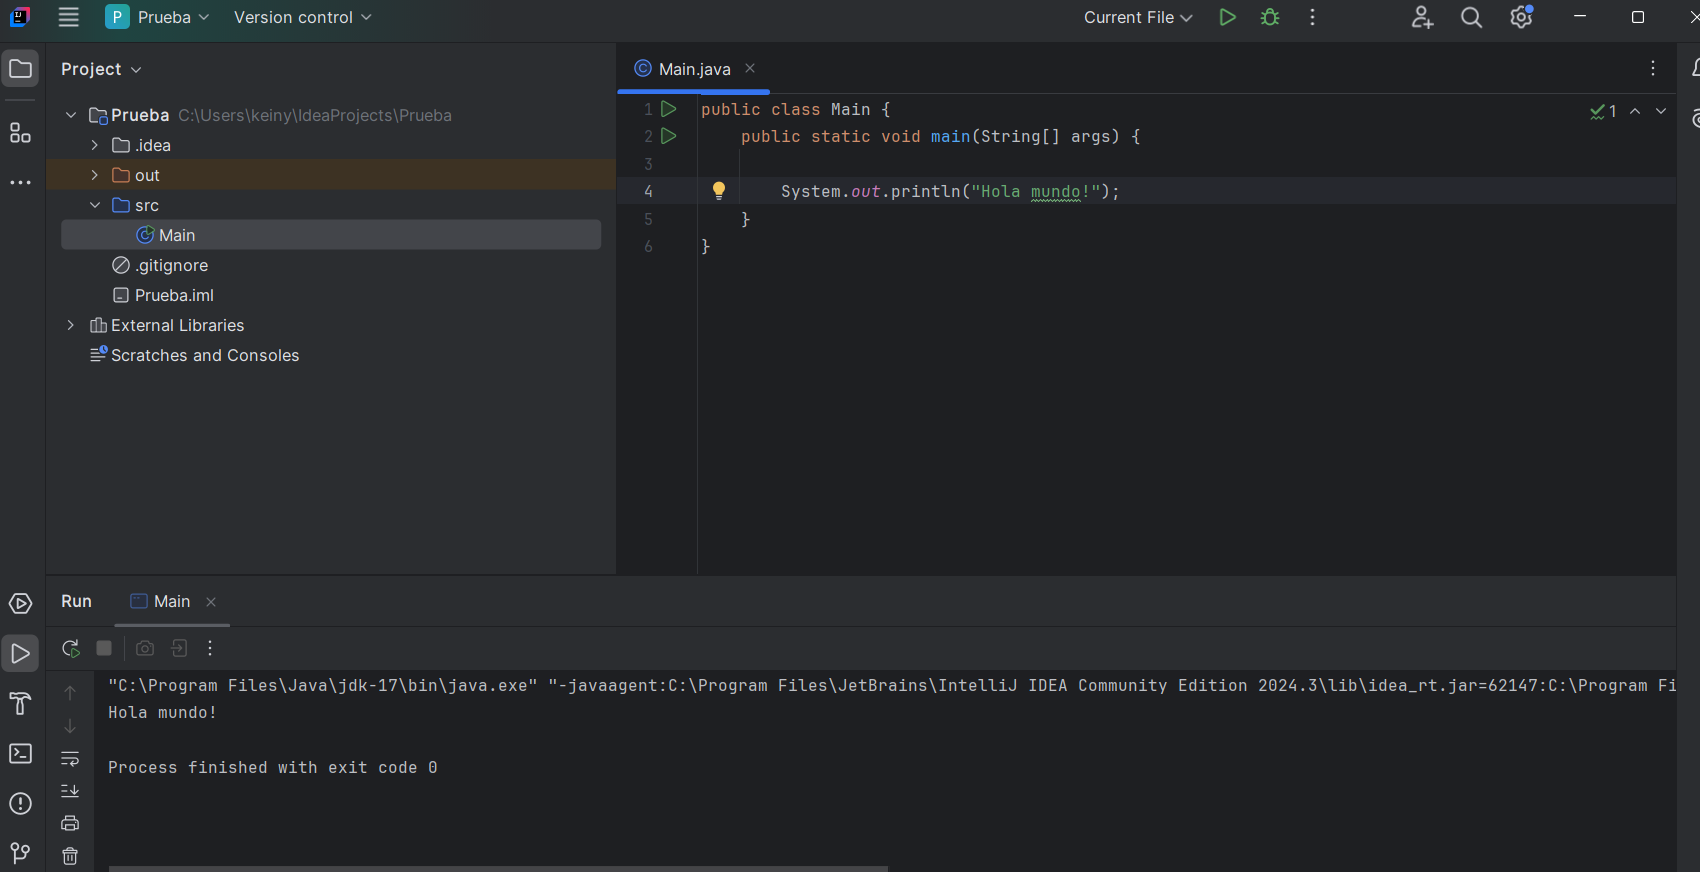 P Prueba Version control Current File
Project
Main.java
Prueba C:\Users\keiny\IdeaProjects\Prueba
.idea
out
src
Main
.gitignore
Prueba.iml
External Libraries
Scratches and Consoles
1 public class Main {
2 public static void main(String[] args) {
3
4 System.out.println("Hola mundo!");
5 }
6 }
1
Run Main
"C:\Program Files\Java\jdk-17\bin\java.exe" "-javaagent:C:\Program Files\JetBrains\IntelliJ IDEA Community Edition 2024.3\lib\idea_rt.jar=62147:C:\Program Fi
Hola mundo!
Process finished with exit code 0